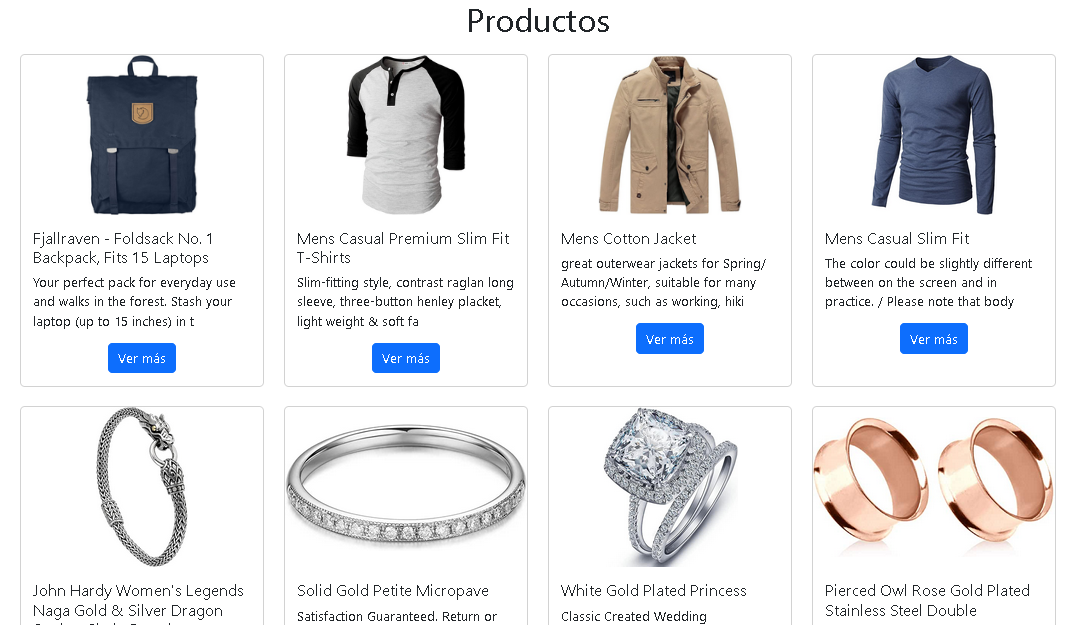 Productos
Fjallraven - Foldsack No. 1
Backpack, Fits 15 Laptops
Your perfect pack for everyday use
and walks in the forest. Stash your
laptop (up to 15 inches) in t
Ver más
Mens Casual Premium Slim Fit
T-Shirts
Slim-fitting style, contrast raglan long
sleeve, three-button henley placket,
light weight & soft fa
Ver más
Mens Cotton Jacket
great outerwear jackets for Spring/
Autumn/Winter, suitable for many
occasions, such as working, hiki
Ver más
Mens Casual Slim Fit
The color could be slightly different
between on the screen and in
practice. / Please note that body
Ver más
John Hardy Women's Legends
Naga Gold & Silver Dragon
Solid Gold Petite Micropave
Satisfaction Guaranteed. Return or
White Gold Plated Princess
Classic Created Wedding
Pierced Owl Rose Gold Plated
Stainless Steel Double